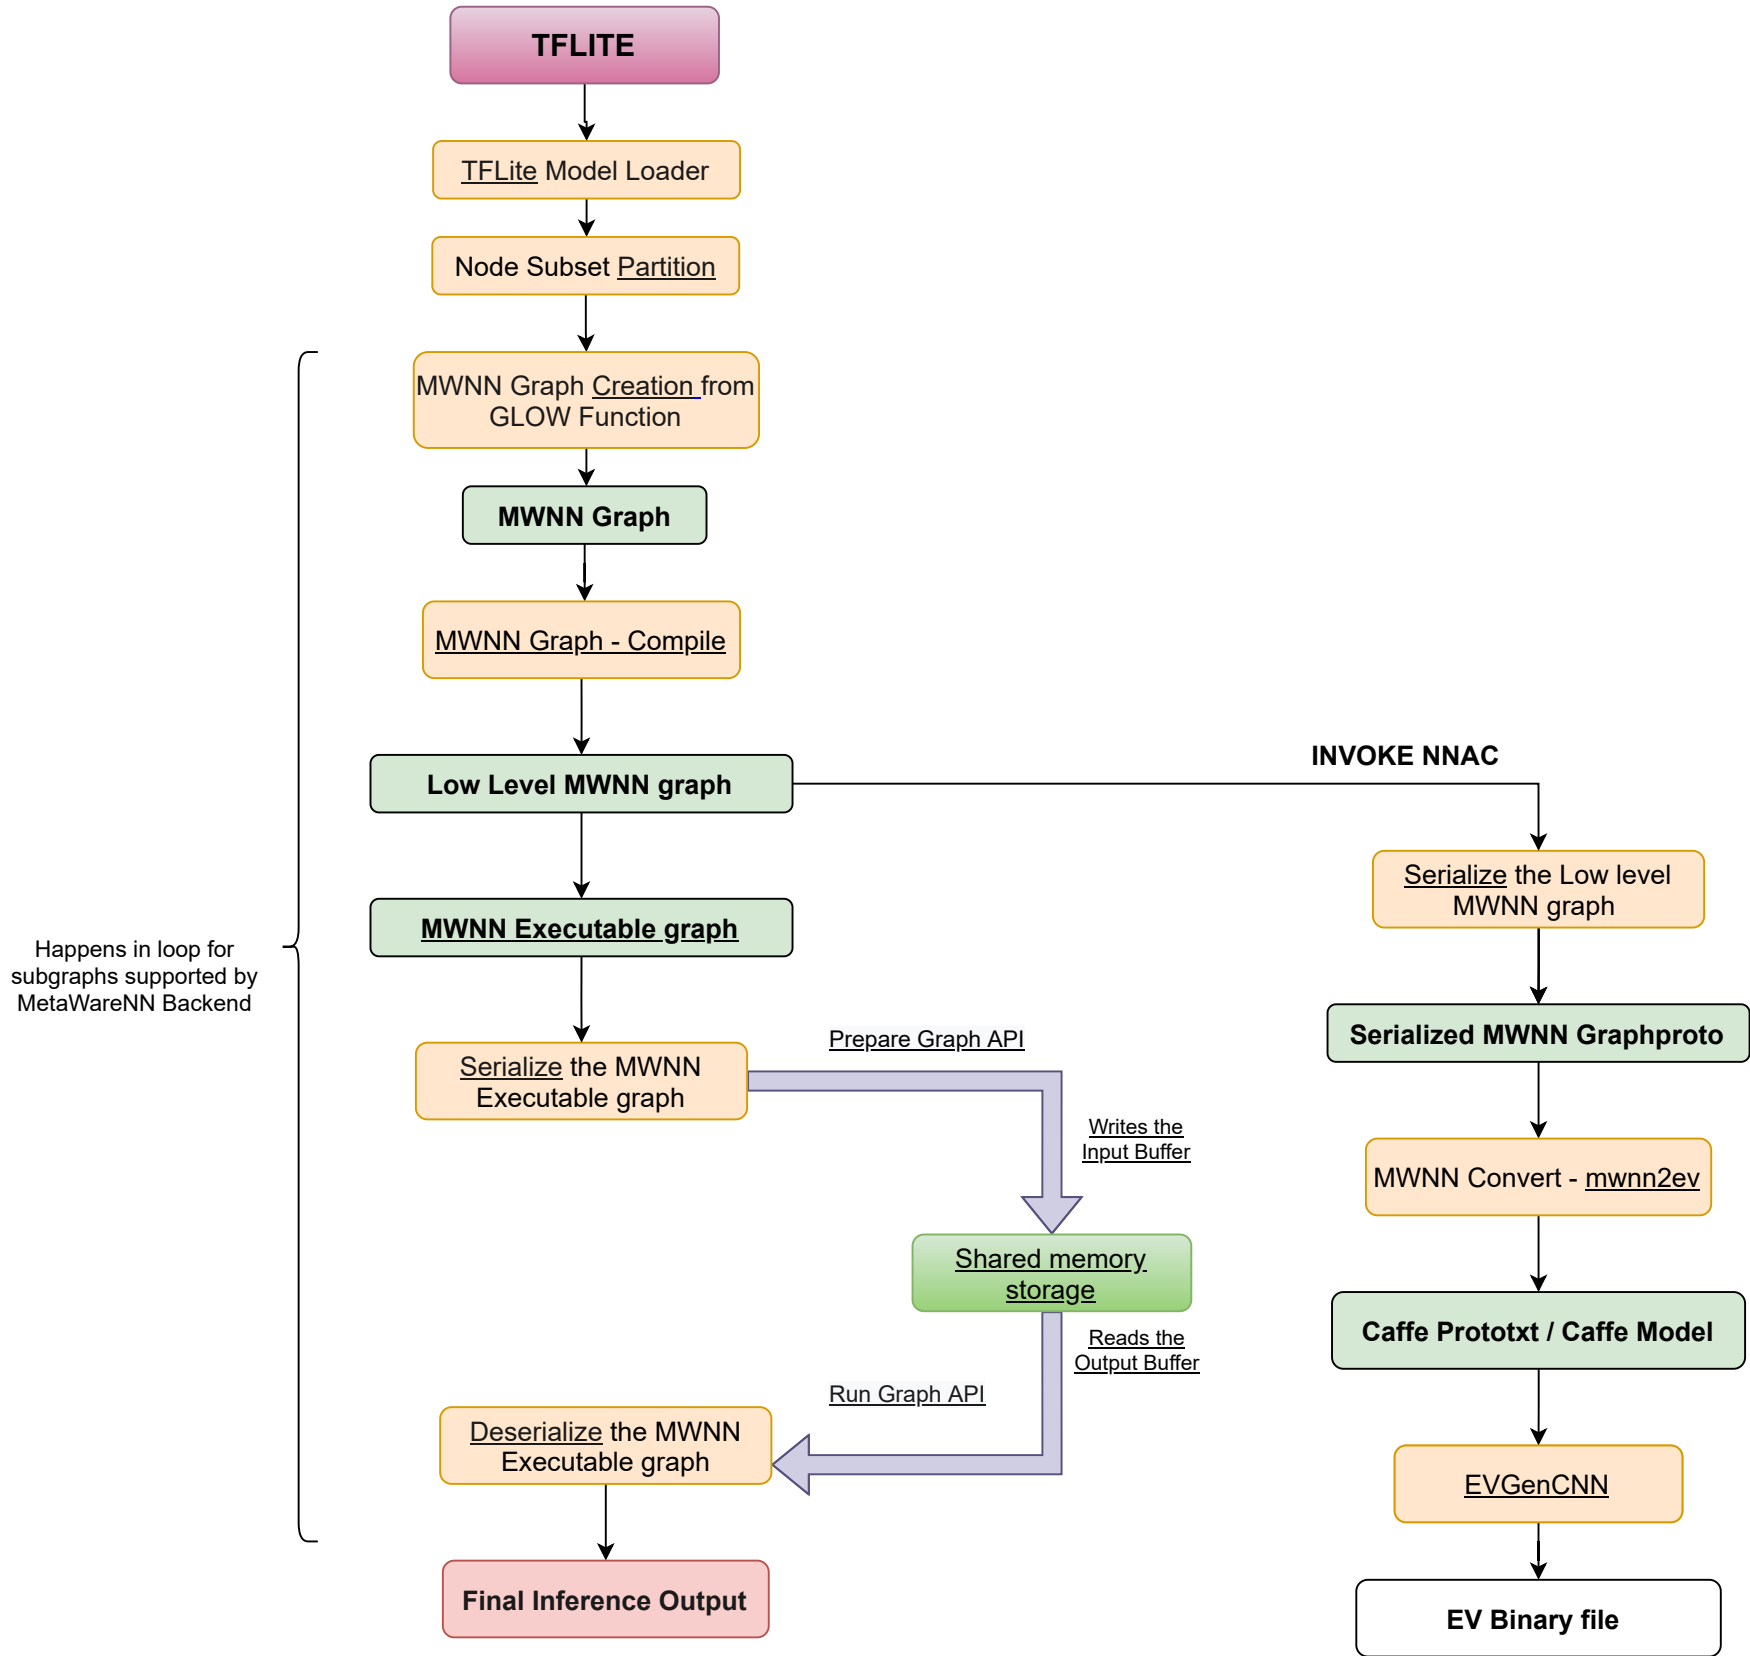 TFLITE
TFLite Model Loader
Node Subset Partition
MWNN Graph Creation from
GLOW Function
MWNN Graph
MWNN Graph - Compile
INVOKE NNAC
Low Level MWNN graph
Serialize the Low level
MWNN graph
MWNN Executable graph
Happens in loop for
subgraphs supported by
MetaWareNN Backend
Serialized MWNN Graphproto
Prepare Graph API
Serialize the MWNN
Executable graph
Writes the
Input Buffer
MWNN Convert - mwnn2ev
Shared memory
storage
Reads the
Output Buffer
Caffe Prototxt / Caffe Model
Run Graph API
Deserialize the MWNN
Executable graph
EVGenCNN
Final Inference Output
EV Binary file